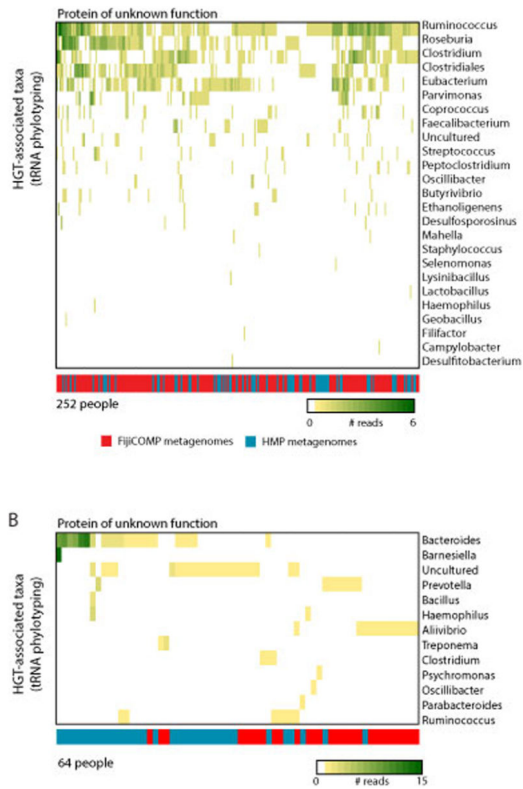 Protein of unknown function
HGT-associated taxa
(tRNA phylotyping)
Ruminococcus
Roseburia
Clostridium
Clostridiales
Eubacterium
Parvimonas
Coprococcus
Faecalibacterium
Uncultured
Streptococcus
Peptoclostridium
Oscillibacter
Butyrivibrio
Ethanoligenens
Desulfosporosinus
Mahella
Staphylococcus
Selenomonas
Lysinibacillus
Lactobacillus
Haemophilus
Geobacillus
Filifactor
Campylobacter
Desulfitobacterium
252 people
0 # reads 6
FijiCOMP metagenomes
HMP metagenomes
B
Protein of unknown function
HGT-associated taxa
(tRNA phylotyping)
Bacteroides
Barnesiella
Uncultured
Prevotella
Bacillus
Haemophilus
Aliivibrio
Treponema
Clostridium
Psychromonas
Oscillibacter
Parabacteroides
Ruminococcus
64 people
0 # reads 15